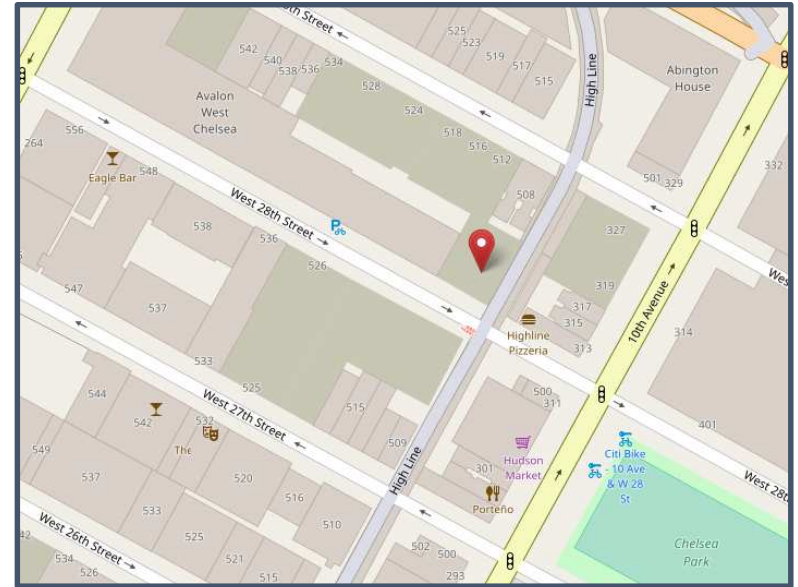 th Street
542
540
538
536
534
528
524
518
516
512
508
525
523
519
517
515
High Line
Abington
House
501
329
332
Avalon
West
Chelsea
556
264
548
Eagle Bar
West 28th Street
538
536
526
327
319
317
315
313
Highline
Pizzeria
10th Avenue
314
Wes
547
537
533
525
West 27th Street
515
509
High Line
500
311
301
Hudson
Market
Porteño
401
Citi Bike
- 10 Ave
& W 28
St
West 28th
544
542
532
The
549
537
533
520
516
510
West 26th Street
534
526
525
521
515
502
500
293
Chelsea
Park